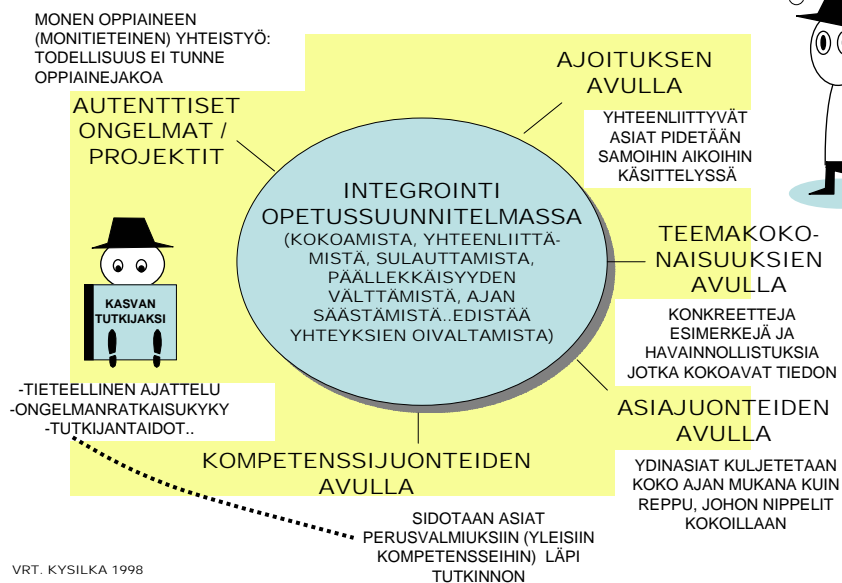 MONEN OPPIAINEEN
(MONITIETEINEN) YHTEISTYÖ:
TODELLISUUS EI TUNNE
OPPIAINEJAKOA
AUTENTTISET
ONGELMAT /
PROJEKTIT
AJOITUKSEN
AVULLA
YHTEENLIITTYVÄT
ASIAT PIDETÄÄN
SAMOIHIN AIKOIHIN
KÄSITTELYSSÄ
INTEGROINTI
OPETUSSUUNNITELMASSA
(KOKOAMISTA, YHTEENLIITTÄ-
MISTÄ, SULAUTTAMISTA,
PÄÄLLEKKÄISYYDEN
VÄLTTÄMISTÄ, AJAN
SÄÄSTÄMISTÄ..EDISTÄÄ
YHTEYKSIEN OIVALTAMISTA)
TEEMAKOKO-
NAISUUKSIEN
AVULLA
KONKREETTEJA
ESIMERKEJÄ JA
HAVAINNOLLISTUKSIA
JOTKA KOKOAVAT TIEDON
KASVAN
TUTKIJAKSI
-TIETEELLINEN AJATTELU
-ONGELMANRATKAISUKYKY
-TUTKIJANTAIDOT..
ASIAJUONTEIDEN
AVULLA
YDINASIAT KULJETETAAN
KOKO AJAN MUKANA KUIN
REPPU, JOHON NIPPELIT
KOKOILLAAN
KOMPETENSSIJUONTEIDEN
AVULLA
SIDOTAAN ASIAT
PERUSVALMIUKSIIN (YLEISIIN
KOMPETENSSEIHIN) LÄPI
TUTKINNON
VRT. KYSILKA 1998